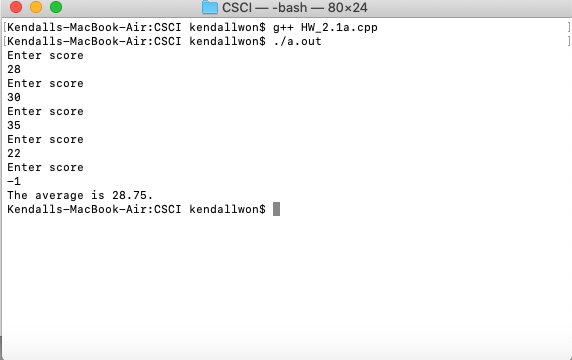 CSCI — -bash — 80×24
[Kendalls-MacBook-Air:CSCI kendallwon$ g++ HW_2.1a.cpp ]
[Kendalls-MacBook-Air:CSCI kendallwon$ ./a.out ]
Enter score
28
Enter score
30
Enter score
35
Enter score
22
Enter score
-1
The average is 28.75.
Kendalls-MacBook-Air:CSCI kendallwon$